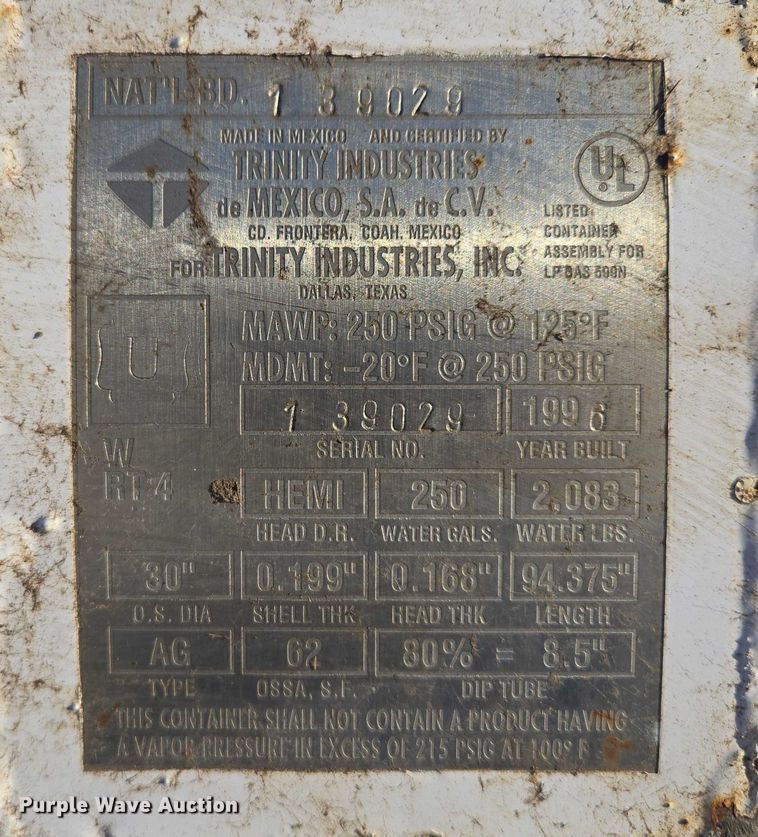 NAT'L BD. 139029
MADE IN MEXICO AND CERTIFIED BY
TRINITY INDUSTRIES
de MEXICO, S.A. de C.V.
CD. FRONTERA, COAH. MEXICO
FOR TRINITY INDUSTRIES, INC.
DALLAS, TEXAS
UL
LISTED
CONTAINER
ASSEMBLY FOR
LP GAS 500N
T
U
W
RT 4
MAWP: 250 PSIG @ 125°F
MDMT: -20°F @ 250 PSIG
139029 1996
SERIAL NO. YEAR BUILT
HEMI 250 2,083
HEAD D.R. WATER GALS. WATER LBS.
30" 0.199" 0.168" 94.375"
O.S. DIA SHELL THK HEAD THK LENGTH
AG 62 80% = 8.5"
TYPE OSSA, S.F. DIP TUBE
THIS CONTAINER SHALL NOT CONTAIN A PRODUCT HAVING
A VAPOR PRESSURE IN EXCESS OF 215 PSIG AT 100° F
Purple Wave Auction